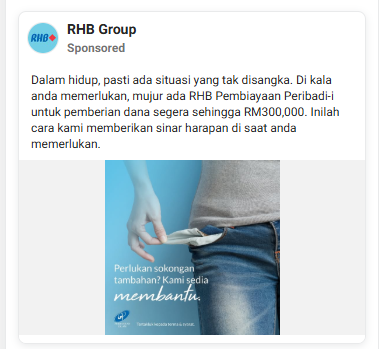 RHB
RHB Group
Sponsored
Dalam hidup, pasti ada situasi yang tak disangka. Di kala
anda memerlukan, mujur ada RHB Pembiayaan Peribadi-i
untuk pemberian dana segera sehingga RM300,000. Inilah
cara kami memberikan sinar harapan di saat anda
memerlukan.
Perlukan sokongan
tambahan? Kami sedia
membantu.